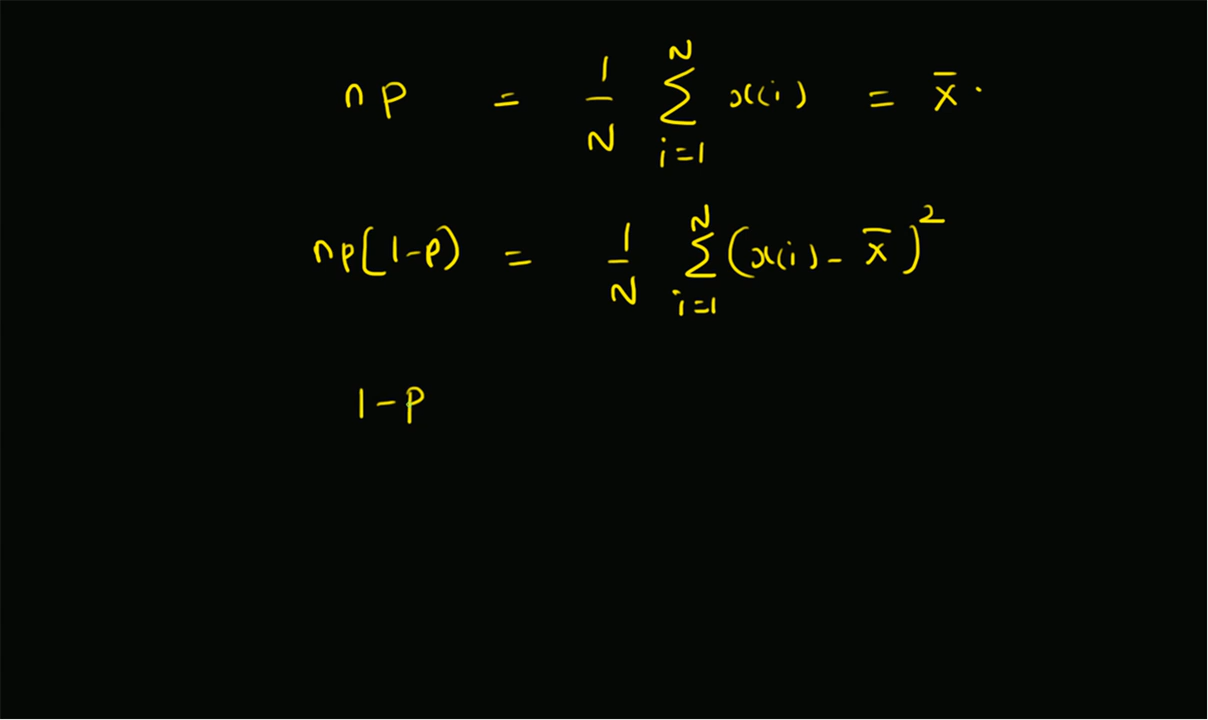 np = 1/N ∑_{i=1}^{N} x(i) = x̄ .
np[1-p) = 1/N ∑_{i=1}^{N} (x(i) - x̄)²
1-p